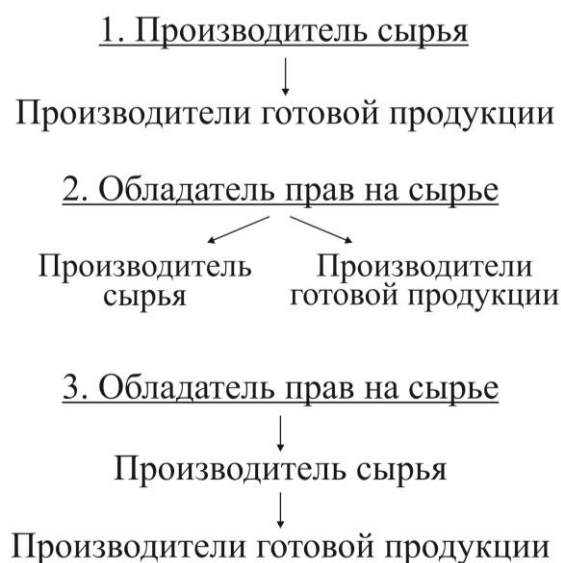 1. Производитель сырья
Производители готовой продукции
2. Обладатель прав на сырье
Производитель
сырья
Производители
готовой продукции
3. Обладатель прав на сырье
Производитель сырья
Производители готовой продукции